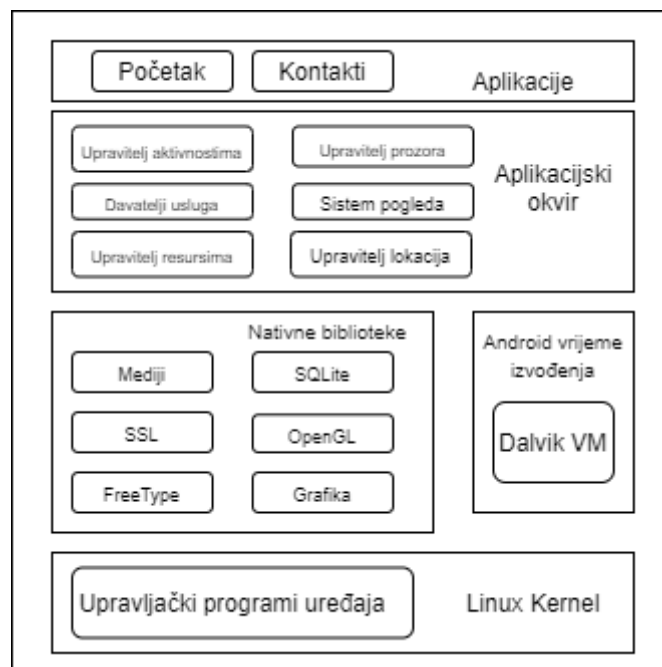 Početak
Kontakti
Aplikacije
Upravitelj aktivnostima
Upravitelj prozora
Aplikacijski
okvir
Davatelji usluga
Sistem pogleda
Upravitelj resursima
Upravitelj lokacija
Nativne biblioteke
Mediji
SQLite
SSL
OpenGL
FreeType
Grafika
Android vrijeme
izvođenja
Dalvik VM
Upravljački programi uređaja
Linux Kernel